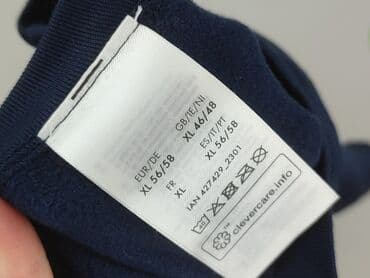 EUR/DE
XL 56/58
GB/IE/NI
XL 46/48
FR
XL
ES/IT/PT
XL 56/58
IAN 427429_2301
clevercare.info